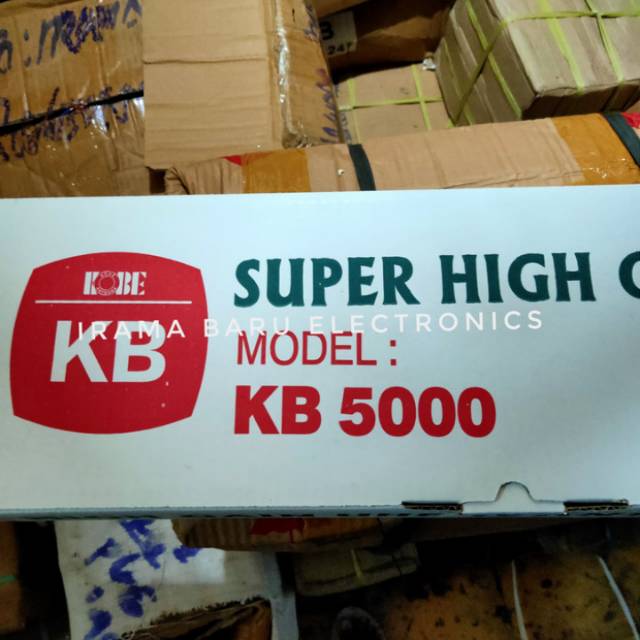 KOBE
KB
SUPER HIGH
MODEL :
KB 5000
IRAMA BARU ELECTRONICS